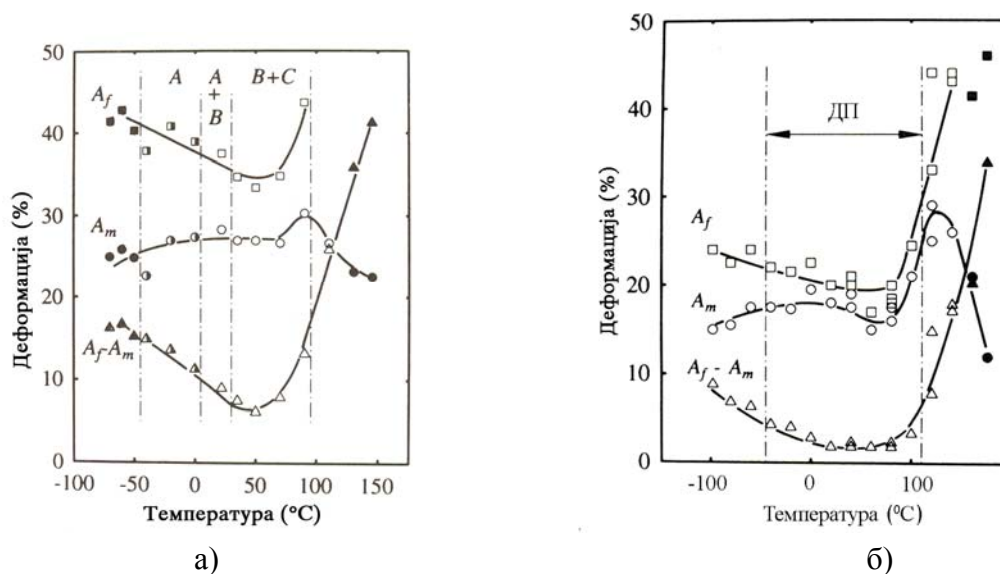 50
40
30
20
10
0
Деформација (%)
A_f
A_m
A_f-A_m
A
A
+
B
B+C
-100
-50
0
50
100
150
Температура (°C)
а)
50
40
30
20
10
0
Деформација (%)
ДП
A_f
A_m
A_f - A_m
-100
0
100
Температура (⁰C)
б)